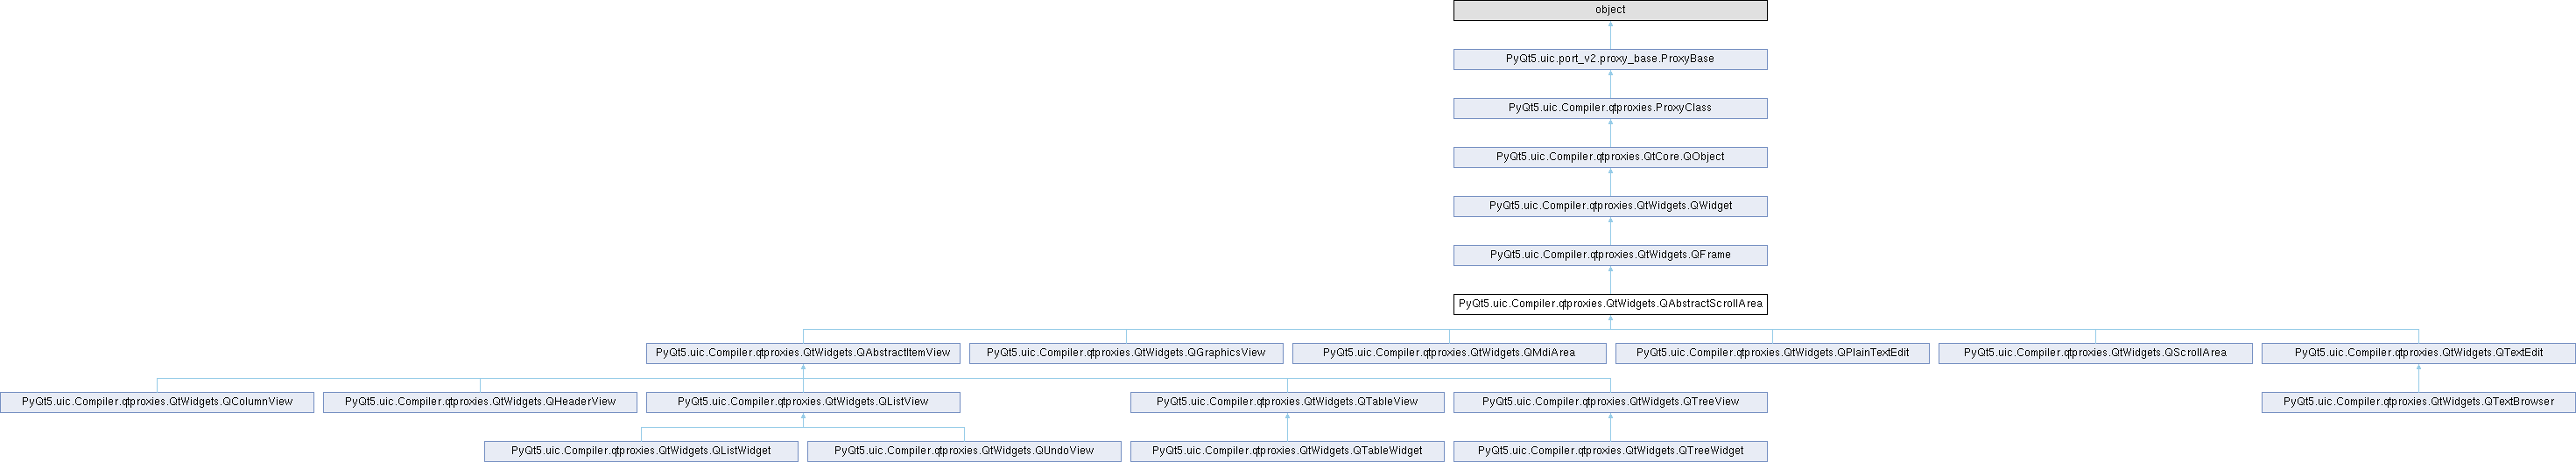 object
PyQt5.uic.port_v2.proxy_base.ProxyBase
PyQt5.uic.Compiler.qtproxies.ProxyClass
PyQt5.uic.Compiler.qtproxies.QtCore.QObject
PyQt5.uic.Compiler.qtproxies.QtWidgets.QWidget
PyQt5.uic.Compiler.qtproxies.QtWidgets.QFrame
PyQt5.uic.Compiler.qtproxies.QtWidgets.QAbstractScrollArea
PyQt5.uic.Compiler.qtproxies.QtWidgets.QAbstractItemView
PyQt5.uic.Compiler.qtproxies.QtWidgets.QGraphicsView
PyQt5.uic.Compiler.qtproxies.QtWidgets.QMdiArea
PyQt5.uic.Compiler.qtproxies.QtWidgets.QPlainTextEdit
PyQt5.uic.Compiler.qtproxies.QtWidgets.QScrollArea
PyQt5.uic.Compiler.qtproxies.QtWidgets.QTextEdit
PyQt5.uic.Compiler.qtproxies.QtWidgets.QColumnView
PyQt5.uic.Compiler.qtproxies.QtWidgets.QHeaderView
PyQt5.uic.Compiler.qtproxies.QtWidgets.QListView
PyQt5.uic.Compiler.qtproxies.QtWidgets.QTableView
PyQt5.uic.Compiler.qtproxies.QtWidgets.QTreeView
PyQt5.uic.Compiler.qtproxies.QtWidgets.QTextBrowser
PyQt5.uic.Compiler.qtproxies.QtWidgets.QListWidget
PyQt5.uic.Compiler.qtproxies.QtWidgets.QUndoView
PyQt5.uic.Compiler.qtproxies.QtWidgets.QTableWidget
PyQt5.uic.Compiler.qtproxies.QtWidgets.QTreeWidget